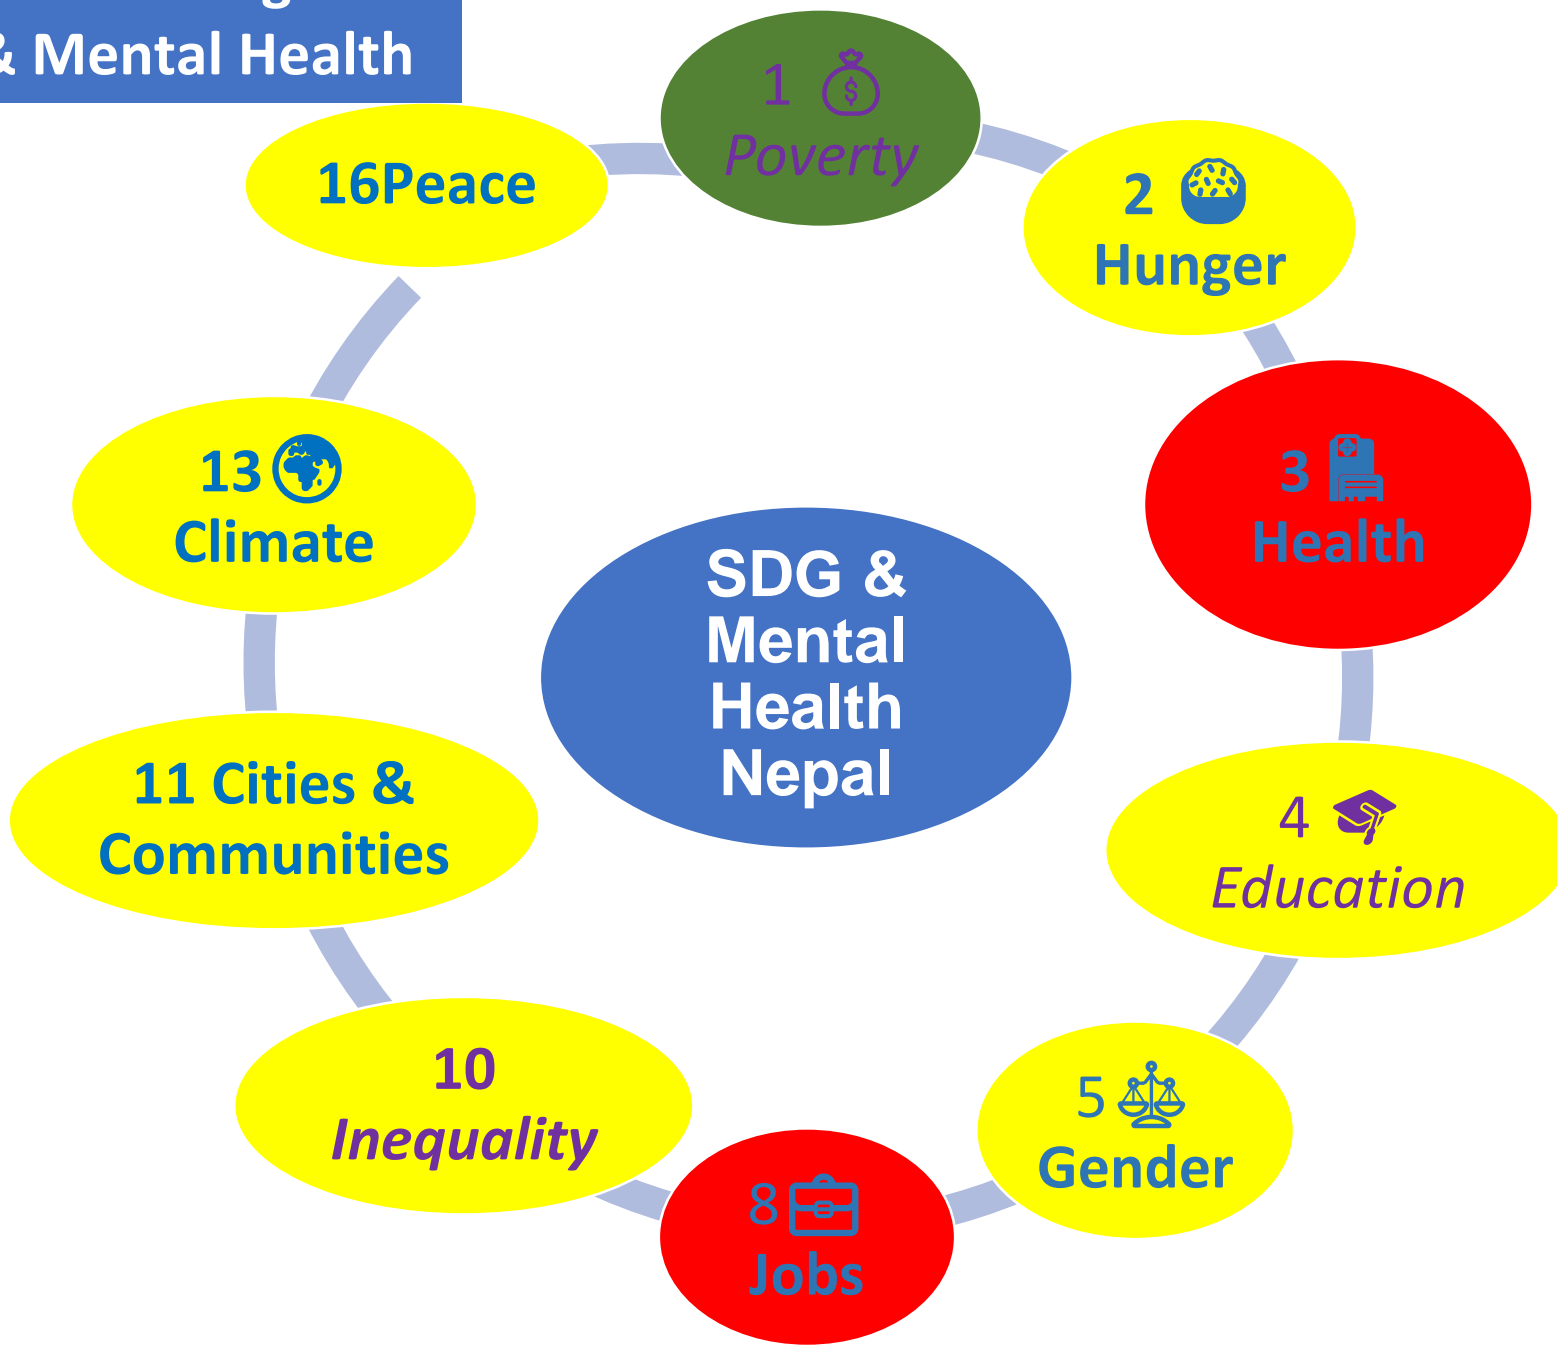 & Mental Health
1
Poverty
2
Hunger
3
Health
4
Education
5
Gender
8
Jobs
10
Inequality
11 Cities &
Communities
13
Climate
16Peace
SDG &
Mental
Health
Nepal